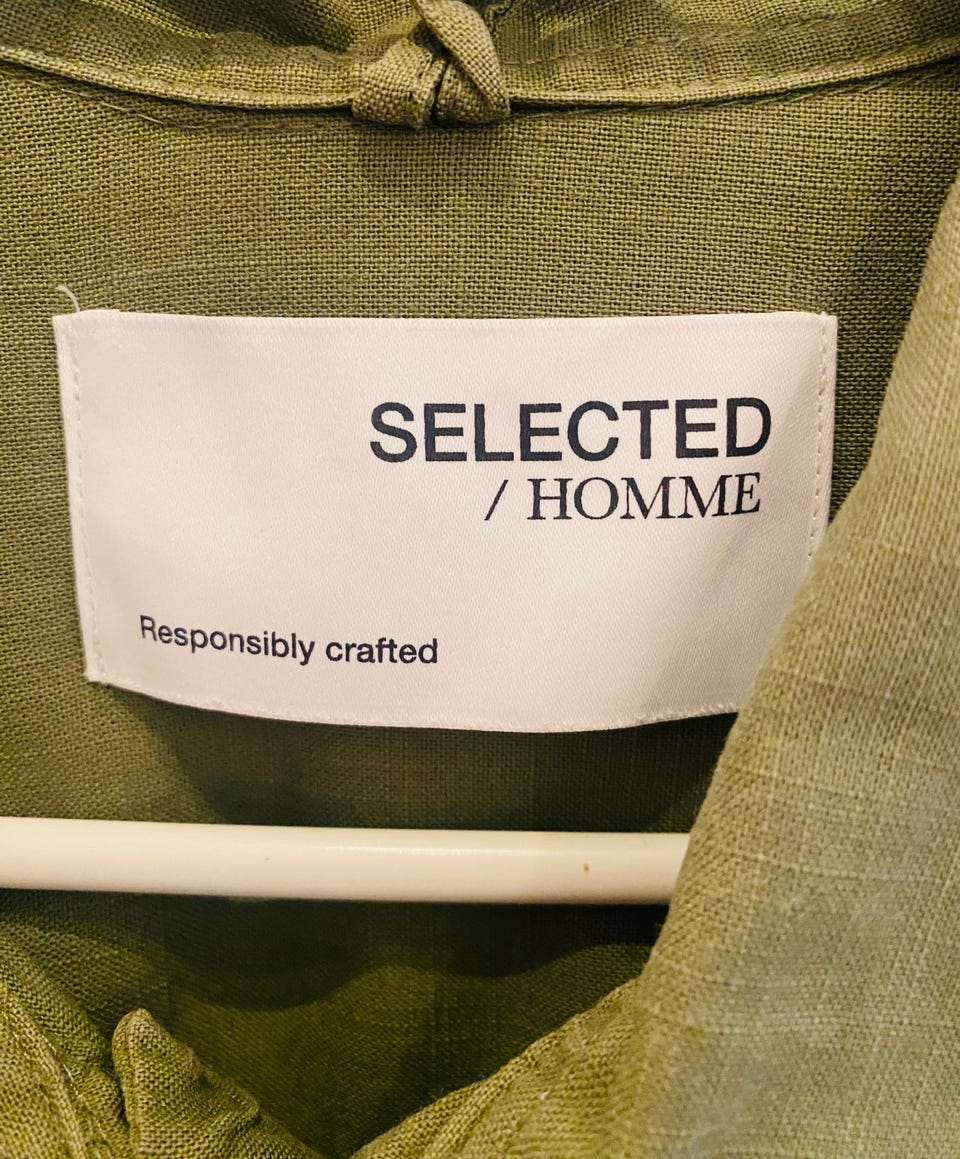 SELECTED
/ HOMME
Responsibly crafted